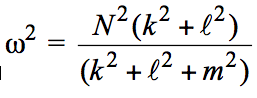 ω² = N²(k² + ℓ²) / (k² + ℓ² + m²)